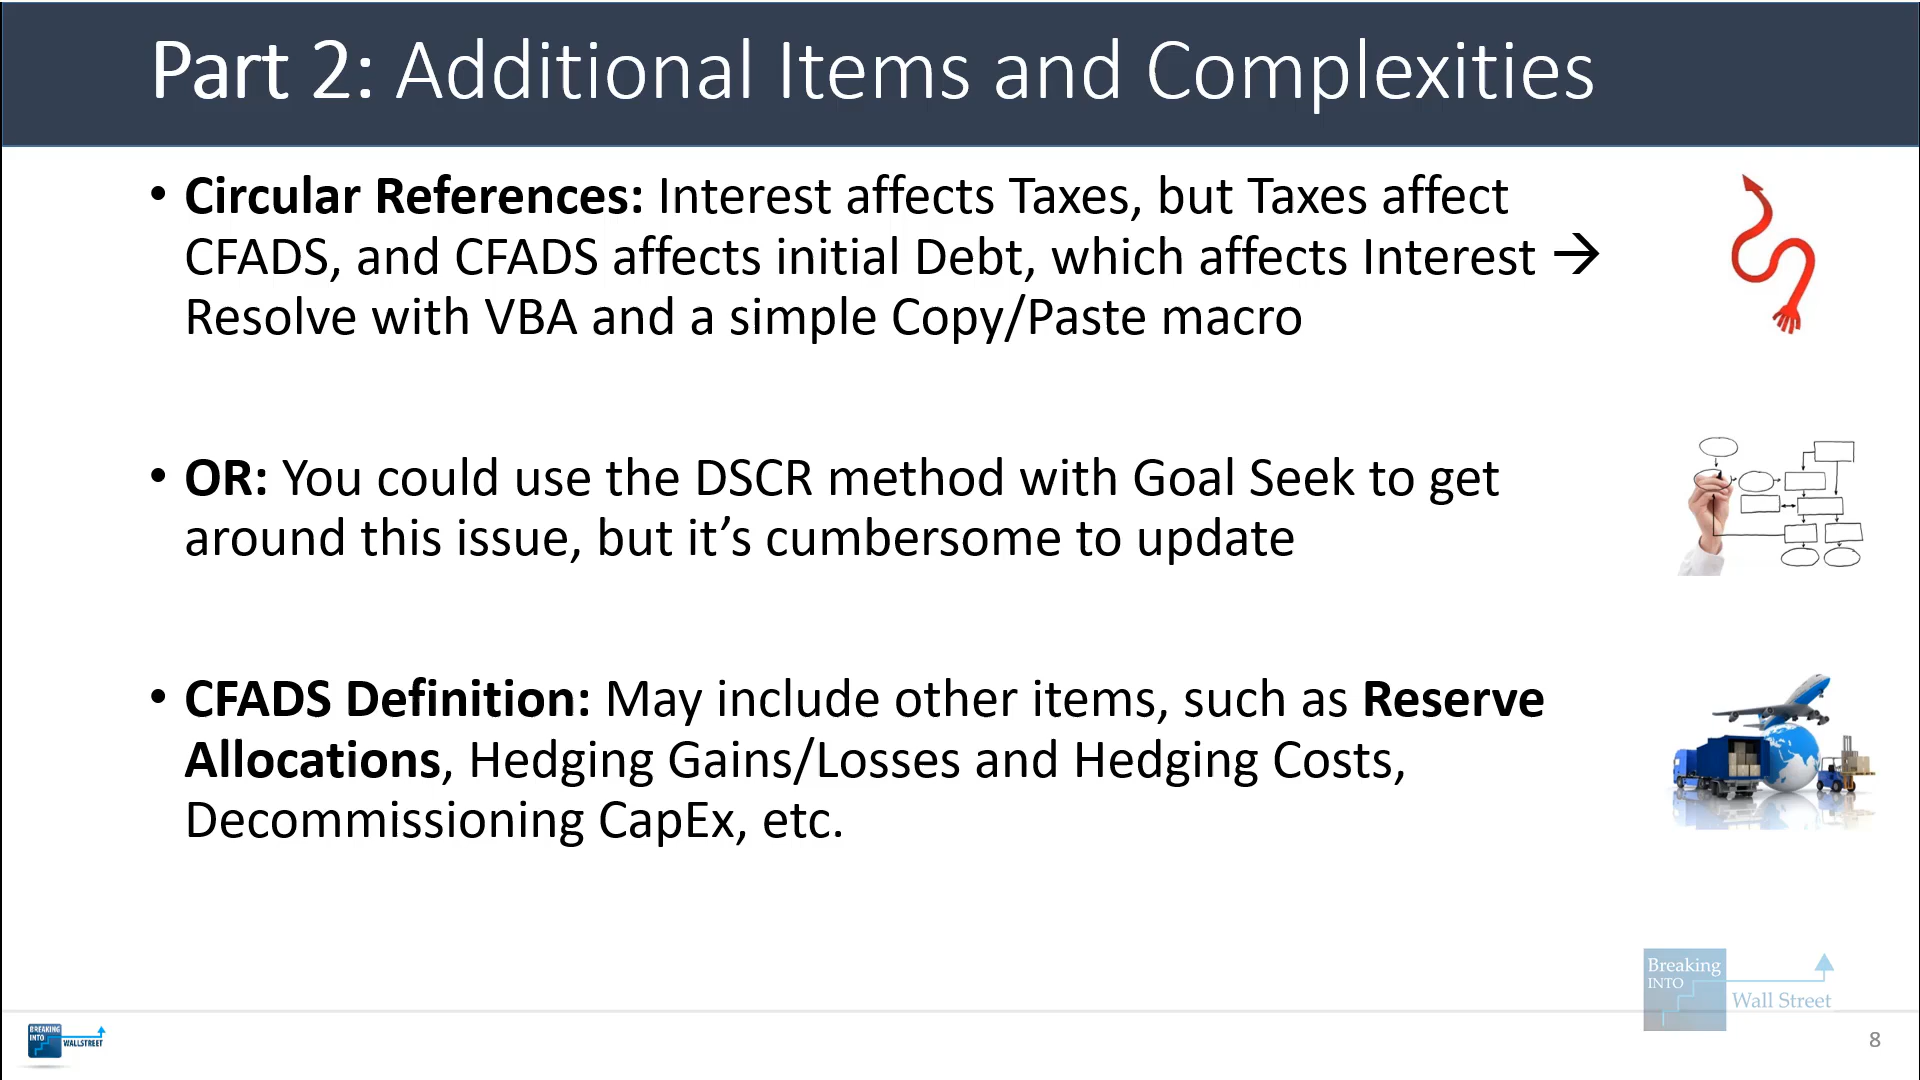 Part 2: Additional Items and Complexities
• Circular References: Interest affects Taxes, but Taxes affect
CFADS, and CFADS affects initial Debt, which affects Interest →
Resolve with VBA and a simple Copy/Paste macro
• OR: You could use the DSCR method with Goal Seek to get
around this issue, but it’s cumbersome to update
• CFADS Definition: May include other items, such as Reserve
Allocations, Hedging Gains/Losses and Hedging Costs,
Decommissioning CapEx, etc.
Breaking
INTO
Wall Street
BREAKING
INTO
WALLSTREET
8